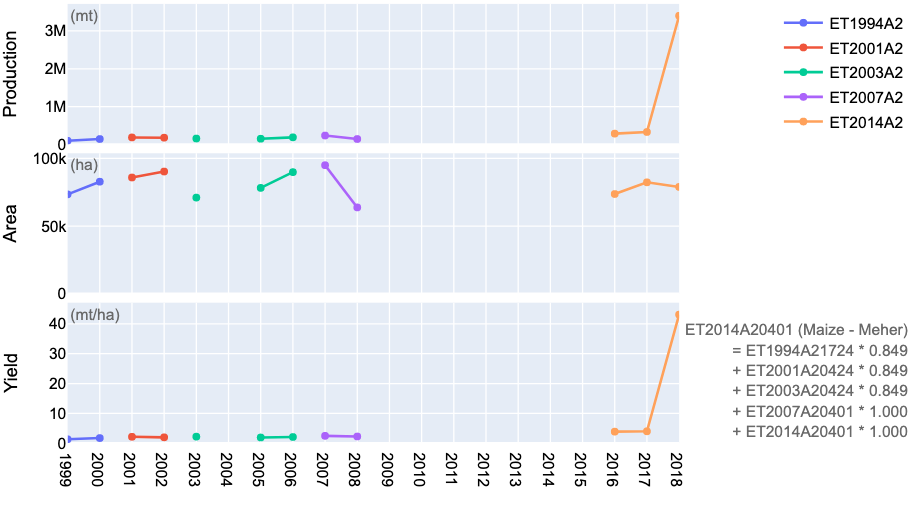 (mt)
Production
3M
2M
1M
0
(ha)
Area
100k
50k
0
(mt/ha)
Yield
40
30
20
10
0
1999
2000
2001
2002
2003
2004
2005
2006
2007
2008
2009
2010
2011
2012
2013
2014
2015
2016
2017
2018
ET1994A2
ET2001A2
ET2003A2
ET2007A2
ET2014A2
ET2014A20401 (Maize - Meher)
= ET1994A21724 * 0.849
+ ET2001A20424 * 0.849
+ ET2003A20424 * 0.849
+ ET2007A20401 * 1.000
+ ET2014A20401 * 1.000